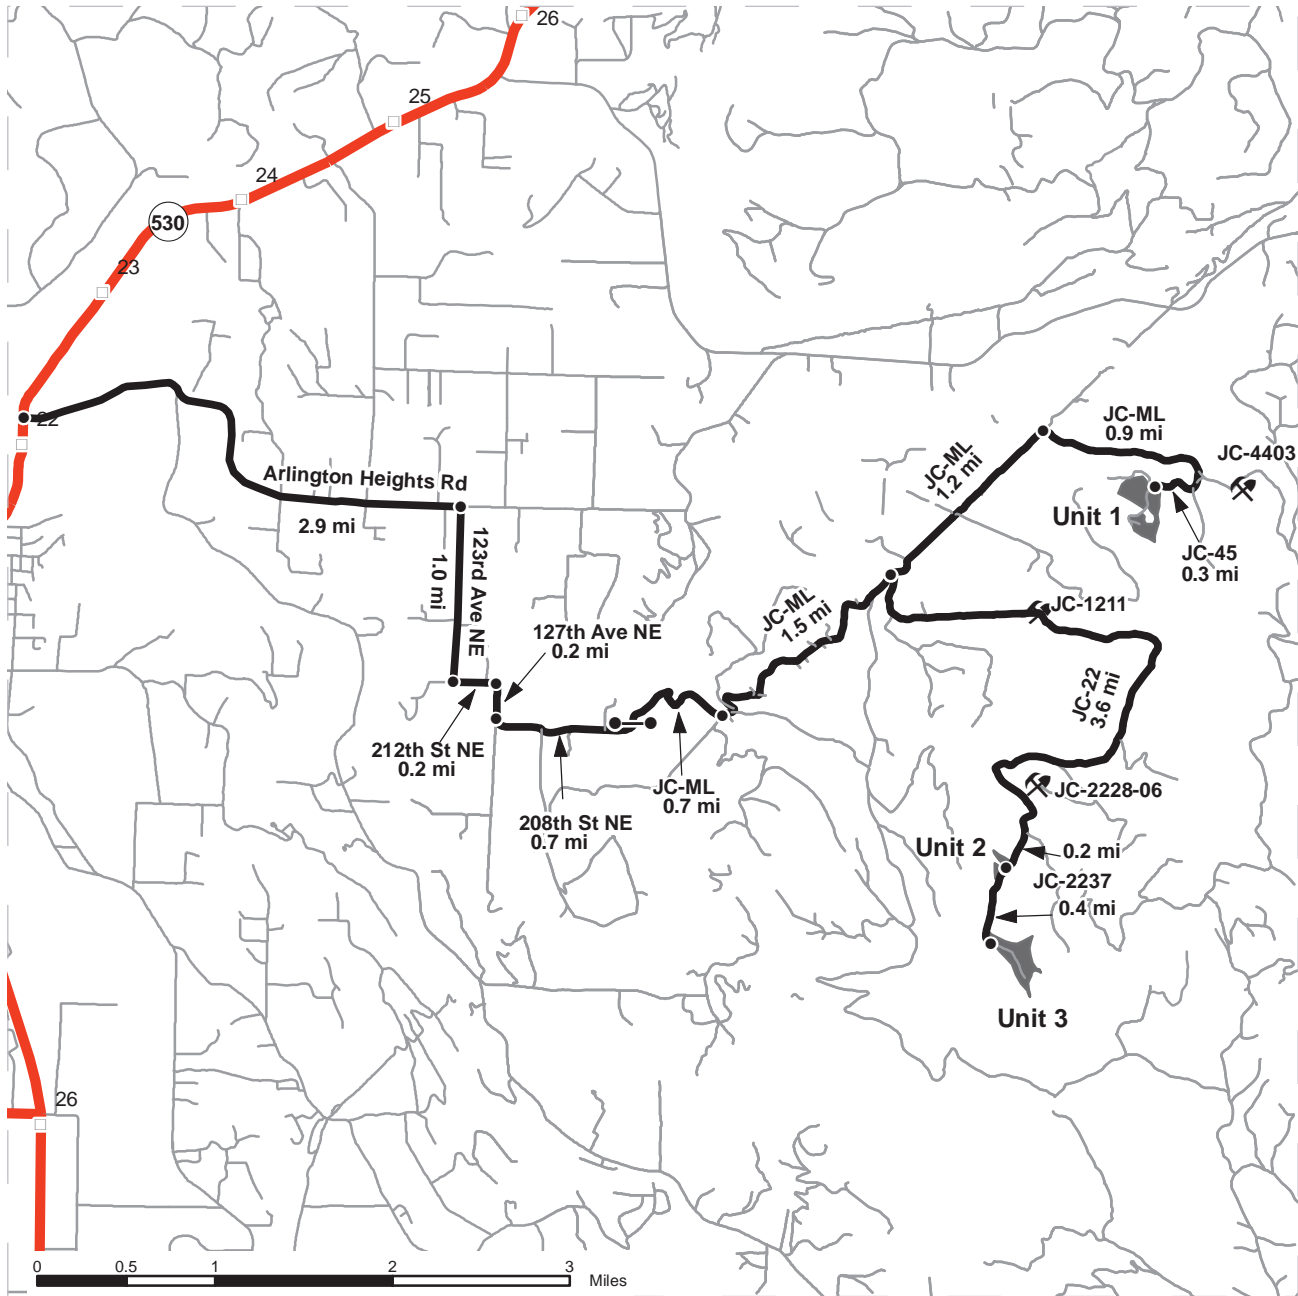 26
25
24
530
23
22
JC-ML
0.9 mi
JC-4403
JC-ML
1.2 mi
Arlington Heights Rd
2.9 mi
Unit 1
123rd Ave NE
1.0 mi
JC-45
0.3 mi
JC-ML
1.5 mi
JC-1211
127th Ave NE
0.2 mi
JC-22
3.6 mi
212th St NE
0.2 mi
JC-ML
0.7 mi
JC-2228-06
208th St NE
0.7 mi
Unit 2
0.2 mi
JC-2237
0.4 mi
Unit 3
26
0 0.5 1 2 3
Miles